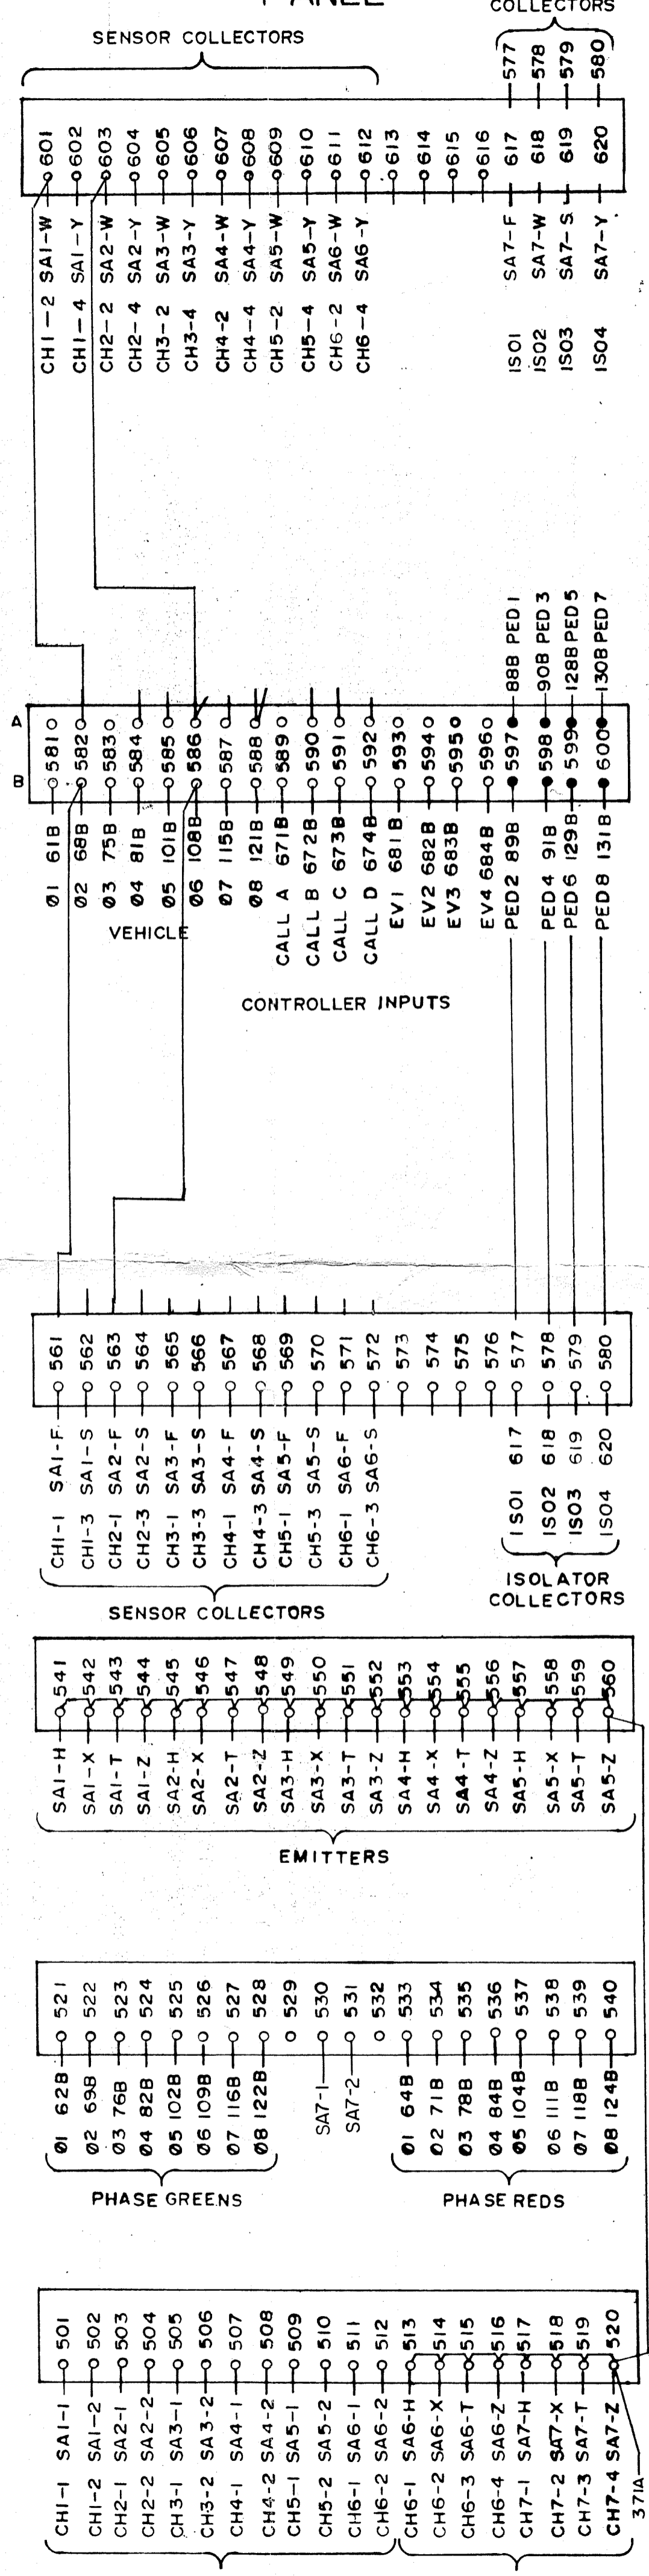 PANEL
COLLECTORS
SENSOR COLLECTORS
577 578 579 580
601 602 603 604 605 606 607 608 609 610 611 612 613 614 615 616 617 618 619 620
CH1-2 SA1-W
CH1-4 SA1-Y
CH2-2 SA2-W
CH2-4 SA2-Y
CH3-2 SA3-W
CH3-4 SA3-Y
CH4-2 SA4-W
CH4-4 SA4-Y
CH5-2 SA5-W
CH5-4 SA5-Y
CH6-2 SA6-W
CH6-4 SA6-Y
ISO1 SA7-F
ISO2 SA7-W
ISO3 SA7-S
ISO4 SA7-Y
88B PED 1
90B PED 3
128B PED 5
130B PED 7
A
B
581 582 583 584 585 586 587 588 589 590 591 592 593 594 595 596 597 598 599 600
Ø1 61B
Ø2 68B
Ø3 75B
Ø4 81B
Ø5 101B
Ø6 108B
Ø7 115B
Ø8 121B
CALL A 671B
CALL B 672B
CALL C 673B
CALL D 674B
EV1 681B
EV2 682B
EV3 683B
EV4 684B
PED2 89B
PED4 91B
PED6 129B
PED8 131B
VEHICLE
CONTROLLER INPUTS
561 562 563 564 565 566 567 568 569 570 571 572 573 574 575 576 577 578 579 580
CH1-1 SA1-F
CH1-3 SA1-S
CH2-1 SA2-F
CH2-3 SA2-S
CH3-1 SA3-F
CH3-3 SA3-S
CH4-1 SA4-F
CH4-3 SA4-S
CH5-1 SA5-F
CH5-3 SA5-S
CH6-1 SA6-F
CH6-3 SA6-S
ISO1 617
ISO2 618
ISO3 619
ISO4 620
SENSOR COLLECTORS
ISOLATOR
COLLECTORS
541 542 543 544 545 546 547 548 549 550 551 552 553 554 555 556 557 558 559 560
SA1-H
SA1-X
SA1-T
SA1-Z
SA2-H
SA2-X
SA2-T
SA2-Z
SA3-H
SA3-X
SA3-T
SA3-Z
SA4-H
SA4-X
SA4-T
SA4-Z
SA5-H
SA5-X
SA5-T
SA5-Z
EMITTERS
521 522 523 524 525 526 527 528 529 530 531 532 533 534 535 536 537 538 539 540
Ø1 62B
Ø2 69B
Ø3 76B
Ø4 82B
Ø5 102B
Ø6 109B
Ø7 116B
Ø8 122B
SA7-1
SA7-2
Ø1 64B
Ø2 71B
Ø3 78B
Ø4 84B
Ø5 104B
Ø6 111B
Ø7 118B
Ø8 124B
PHASE GREENS
PHASE REDS
501 502 503 504 505 506 507 508 509 510 511 512 513 514 515 516 517 518 519 520
CH1-1 SA1-1
CH1-2 SA1-2
CH2-1 SA2-1
CH2-2 SA2-2
CH3-1 SA3-1
CH3-2 SA3-2
CH4-1 SA4-1
CH4-2 SA4-2
CH5-1 SA5-1
CH5-2 SA5-2
CH6-1 SA6-1
CH6-2 SA6-2
CH6-1 SA6-H
CH6-2 SA6-X
CH6-3 SA6-T
CH6-4 SA6-Z
CH7-1 SA7-H
CH7-2 SA7-X
CH7-3 SA7-T
CH7-4 SA7-Z
371A